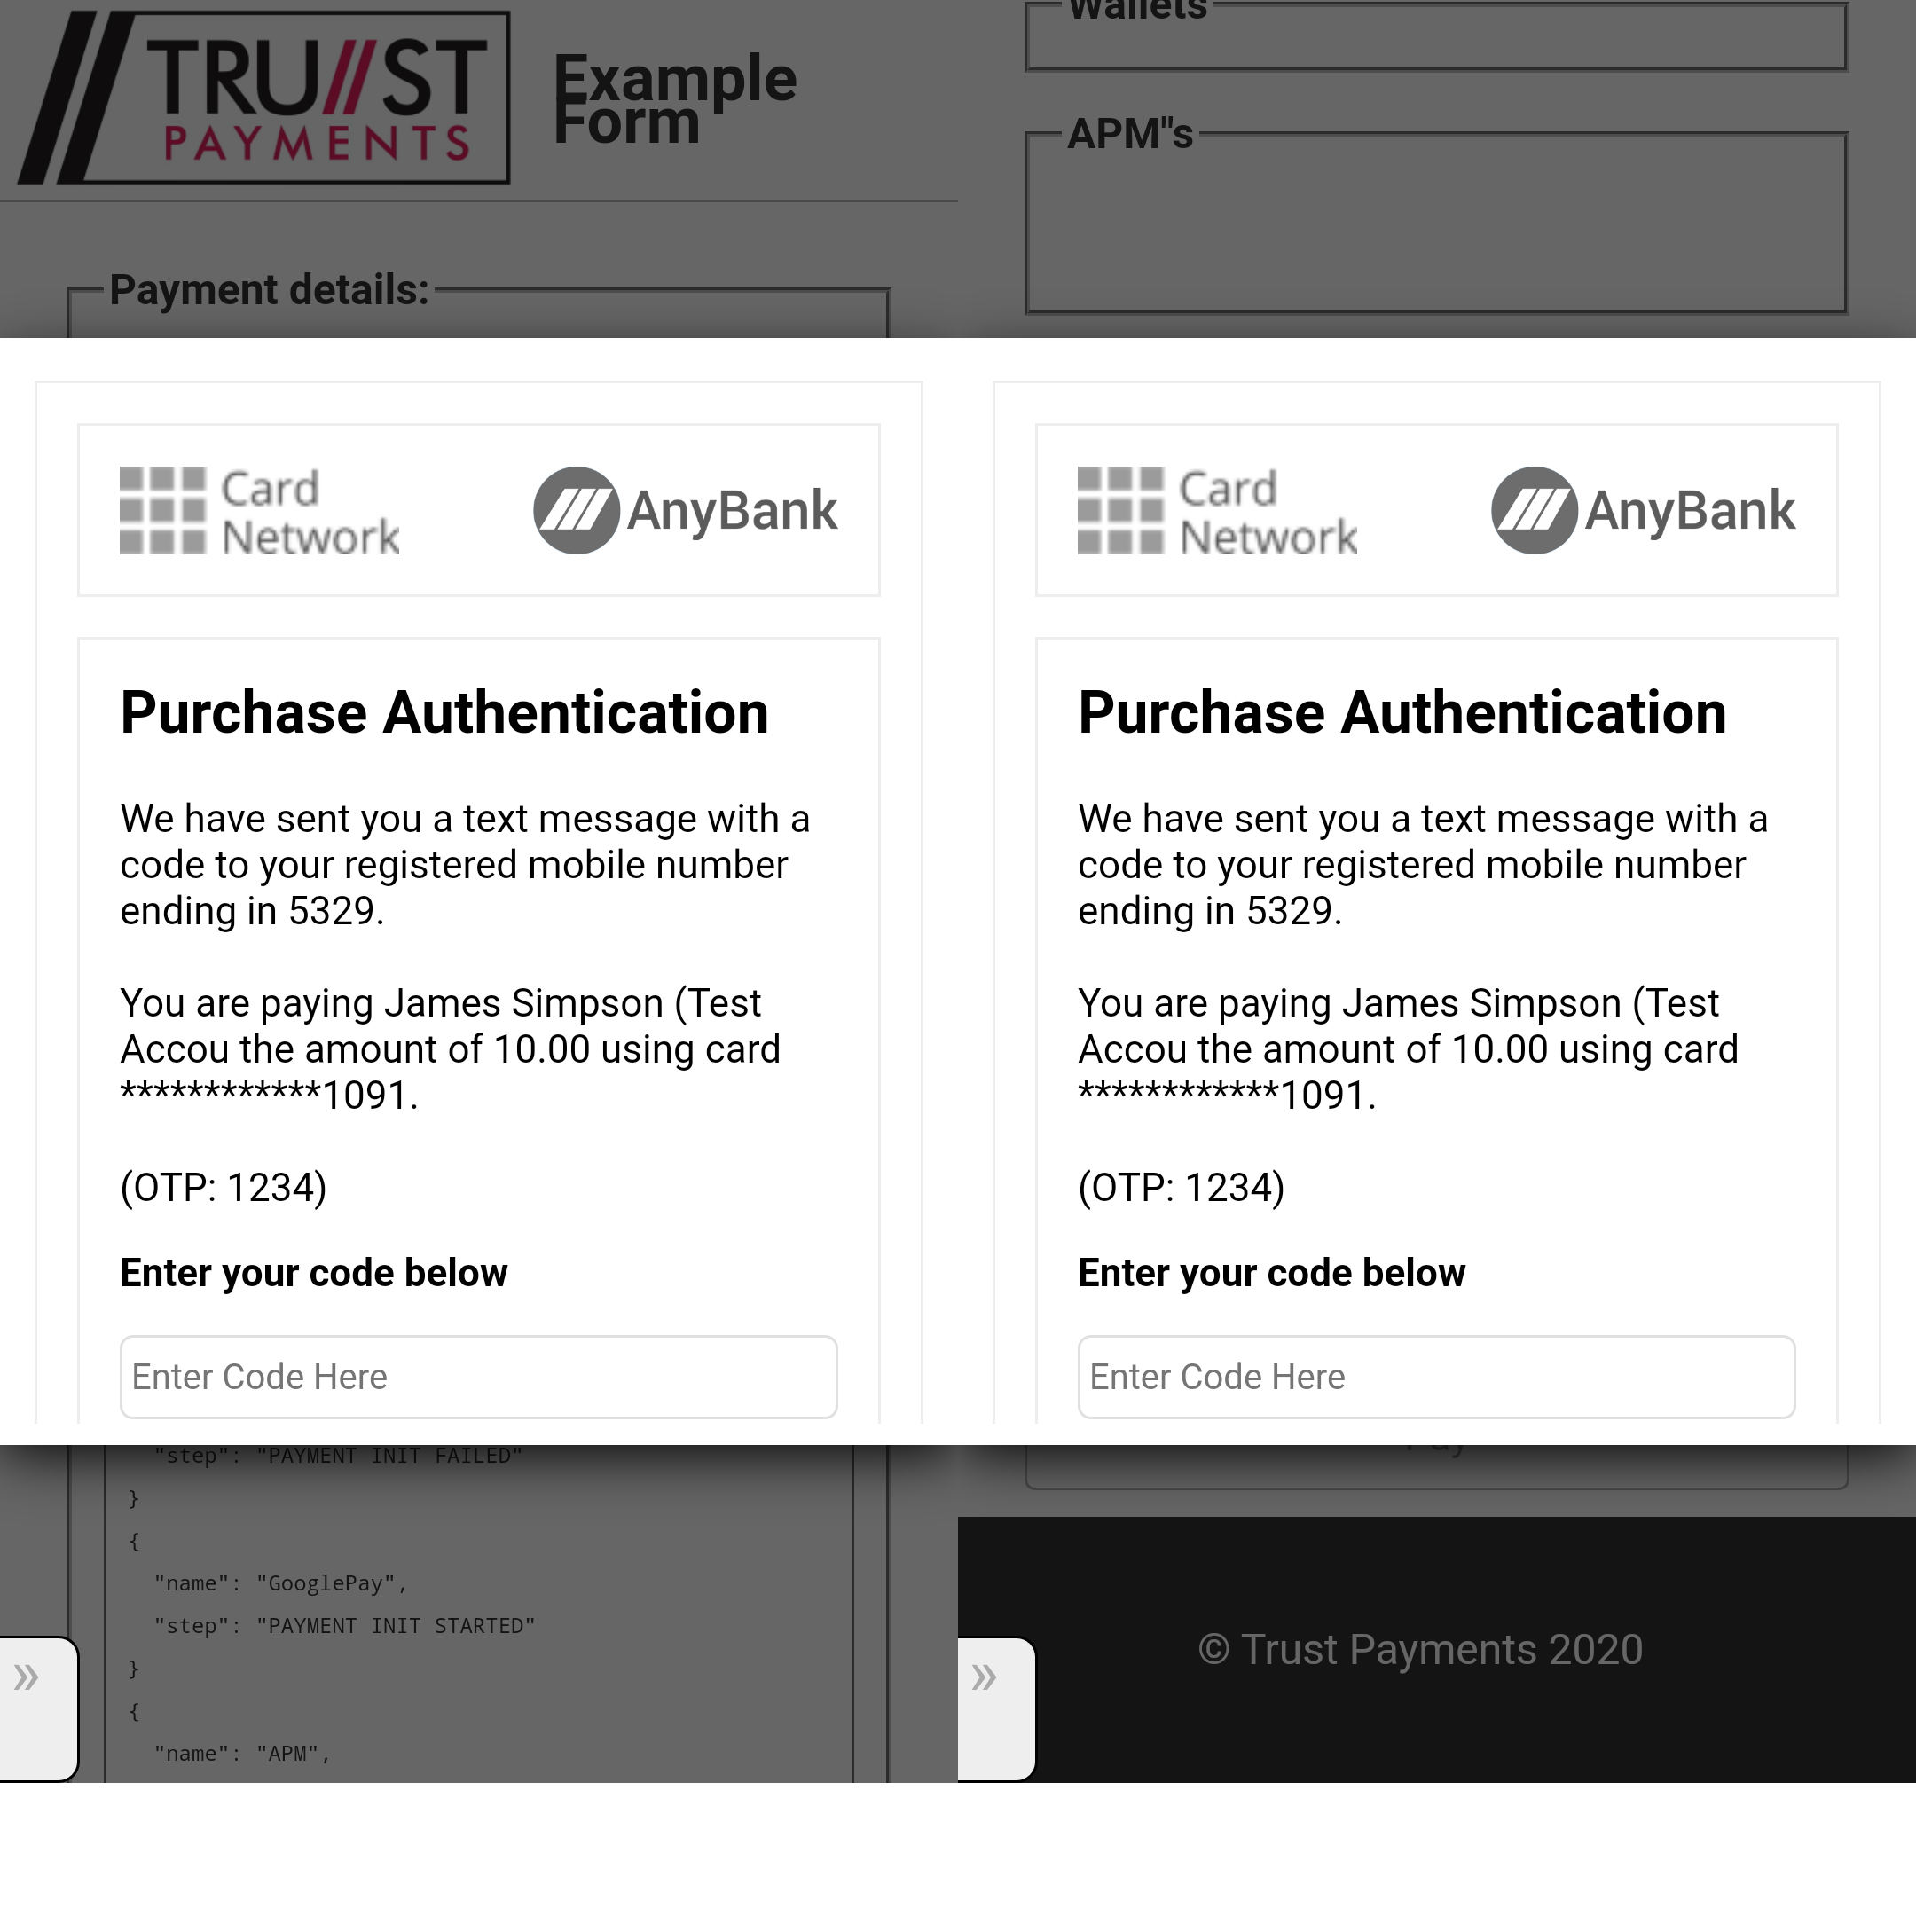 TRU//ST
PAYMENTS
Example
Form
Payment details:
Card
Network
AnyBank
Purchase Authentication
We have sent you a text message with a
code to your registered mobile number
ending in 5329.
You are paying James Simpson (Test
Accou the amount of 10.00 using card
************1091.
(OTP: 1234)
Enter your code below
Enter Code Here
"step": "PAYMENT INIT FAILED"
}
{
"name": "GooglePay",
"step": "PAYMENT INIT STARTED"
}
{
"name": "APM",
»
Wallets
APM"s
Card
Network
AnyBank
Purchase Authentication
We have sent you a text message with a
code to your registered mobile number
ending in 5329.
You are paying James Simpson (Test
Accou the amount of 10.00 using card
************1091.
(OTP: 1234)
Enter your code below
Enter Code Here
Pay
© Trust Payments 2020
»